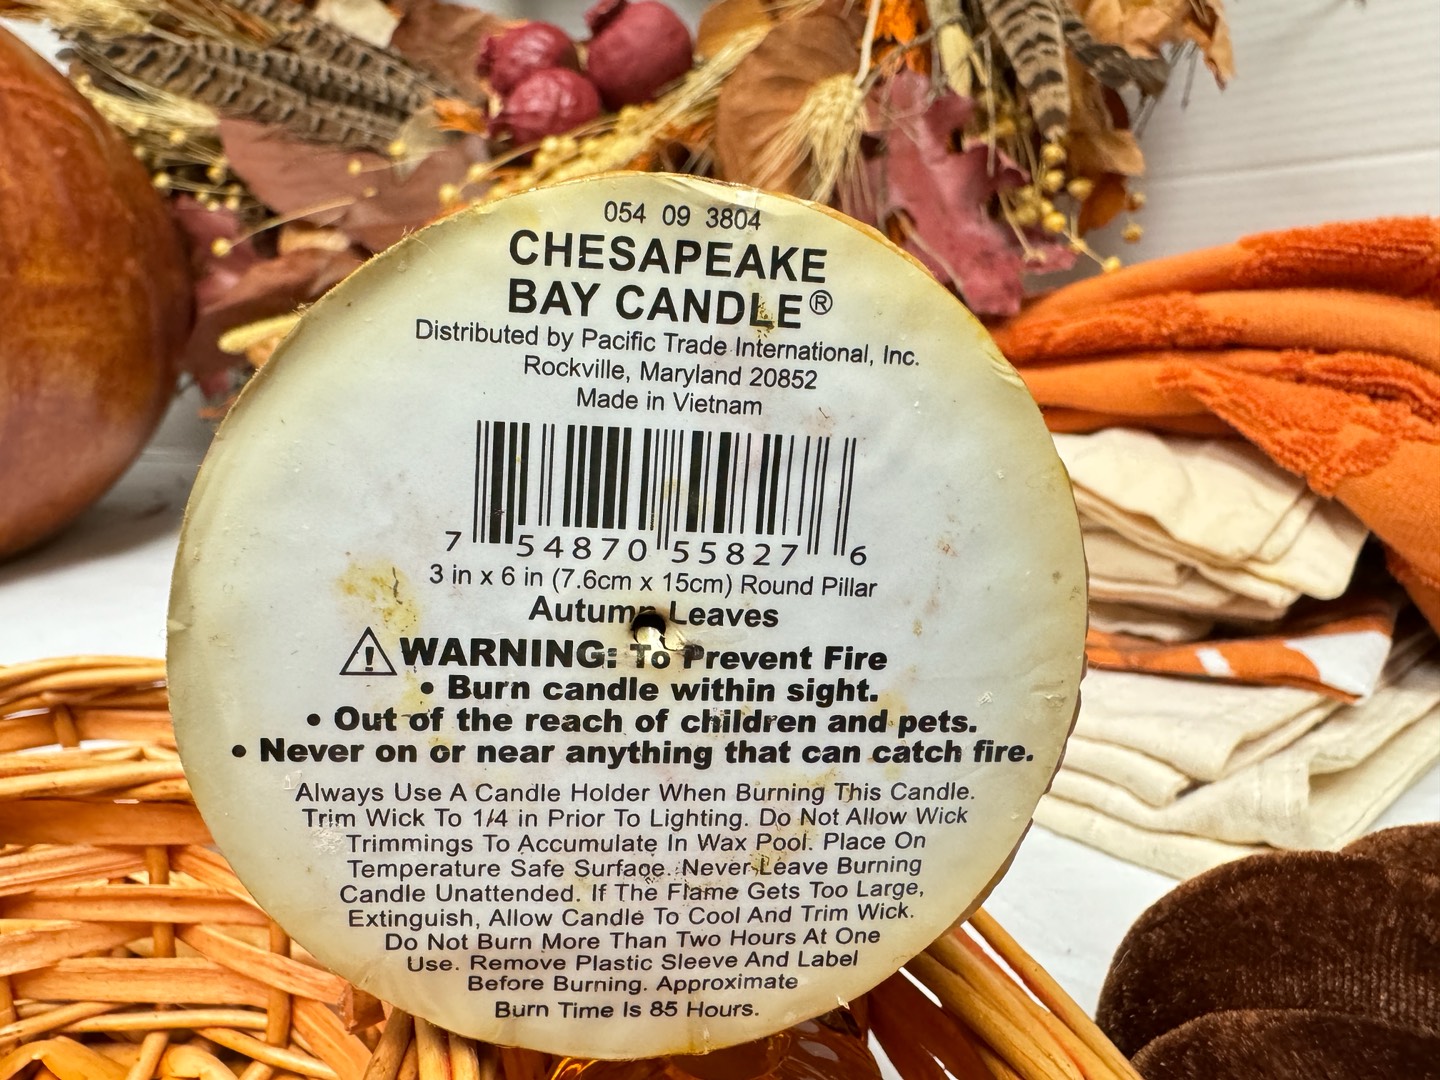 054 09 3804
CHESAPEAKE
BAY CANDLE®
Distributed by Pacific Trade International, Inc.
Rockville, Maryland 20852
Made in Vietnam
7 54870 55827 6
3 in x 6 in (7.6cm x 15cm) Round Pillar
Autumn Leaves
WARNING: To Prevent Fire
• Burn candle within sight.
• Out of the reach of children and pets.
• Never on or near anything that can catch fire.
Always Use A Candle Holder When Burning This Candle.
Trim Wick To 1/4 in Prior To Lighting. Do Not Allow Wick
Trimmings To Accumulate In Wax Pool. Place On
Temperature Safe Surface. Never Leave Burning
Candle Unattended. If The Flame Gets Too Large,
Extinguish, Allow Candle To Cool And Trim Wick.
Do Not Burn More Than Two Hours At One
Use. Remove Plastic Sleeve And Label
Before Burning. Approximate
Burn Time Is 85 Hours.